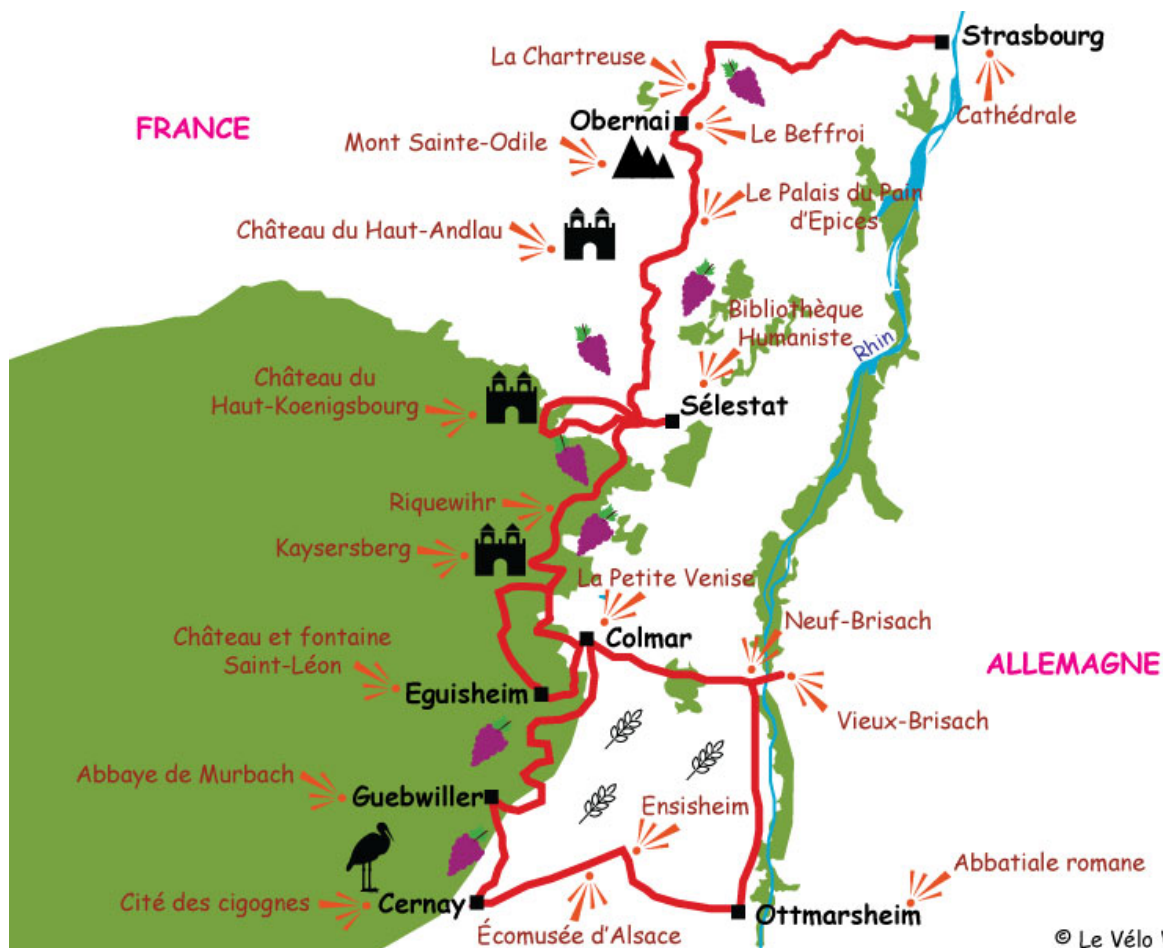 Strasbourg
La Chartreuse
Cathédrale
FRANCE
Obernai
Le Beffroi
Mont Sainte-Odile
Le Palais du Pain
d'Epices
Château du Haut-Andlau
Bibliothèque
Humaniste
Rhin
Château du
Haut-Koenigsbourg
Sélestat
Riquewihr
Kaysersberg
La Petite Venise
Neuf-Brisach
Château et fontaine
Saint-Léon
Colmar
ALLEMAGNE
Eguisheim
Vieux-Brisach
Abbaye de Murbach
Guebwiller
Ensisheim
Abbatiale romane
Cité des cigognes
Cernay
Ottmarsheim
Écomusée d'Alsace
© Le Vélo